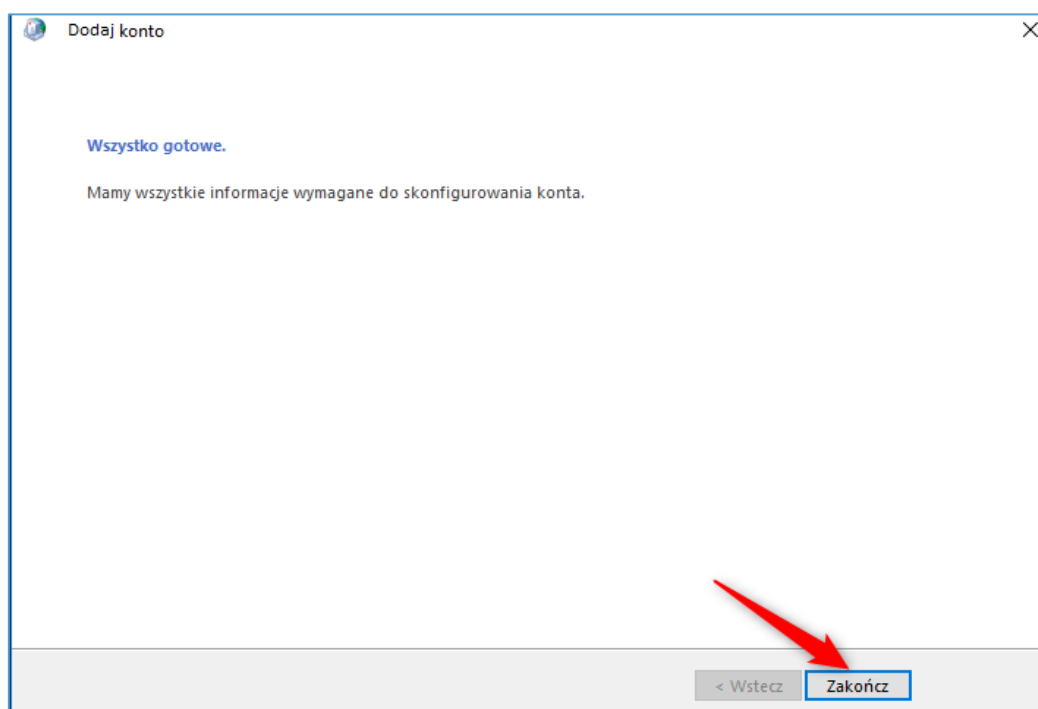 Dodaj konto
Wszystko gotowe.
Mamy wszystkie informacje wymagane do skonfigurowania konta.
< Wstecz
Zakończ